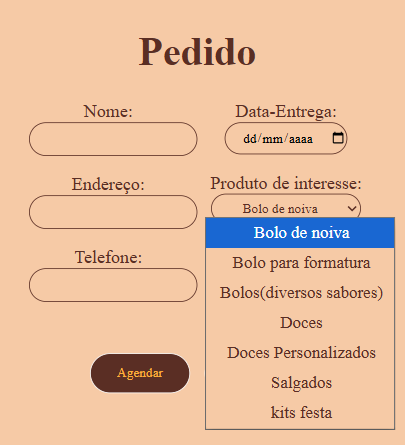 Pedido
Nome:
Data-Entrega:
dd/mm/aaaa
Endereço:
Produto de interesse:
Bolo de noiva
Telefone:
Bolo de noiva
Bolo para formatura
Bolos(diversos sabores)
Doces
Doces Personalizados
Salgados
kits festa
Agendar